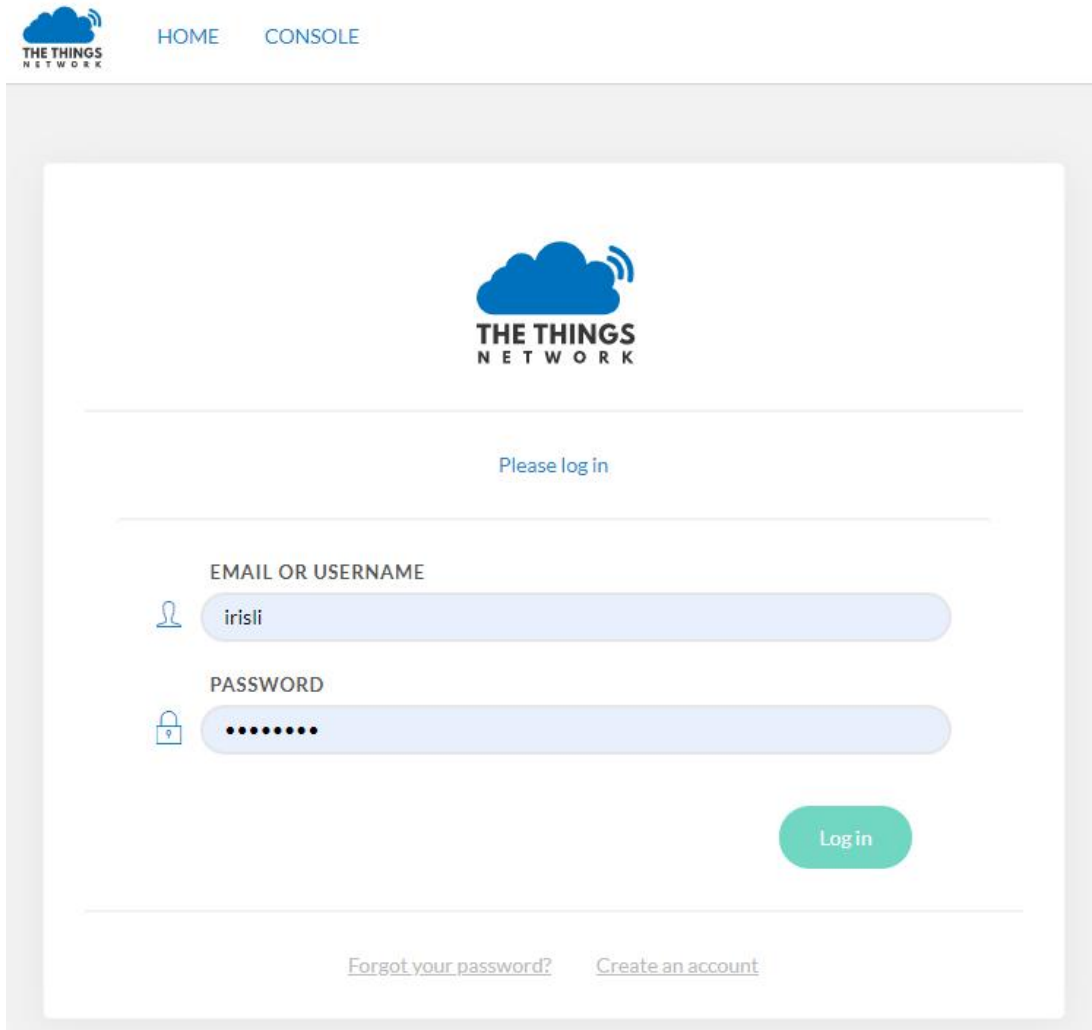 THE THINGS
NETWORK
HOME CONSOLE
THE THINGS
NETWORK
Please log in
EMAIL OR USERNAME
irisli
PASSWORD
••••••••
Log in
Forgot your password? Create an account